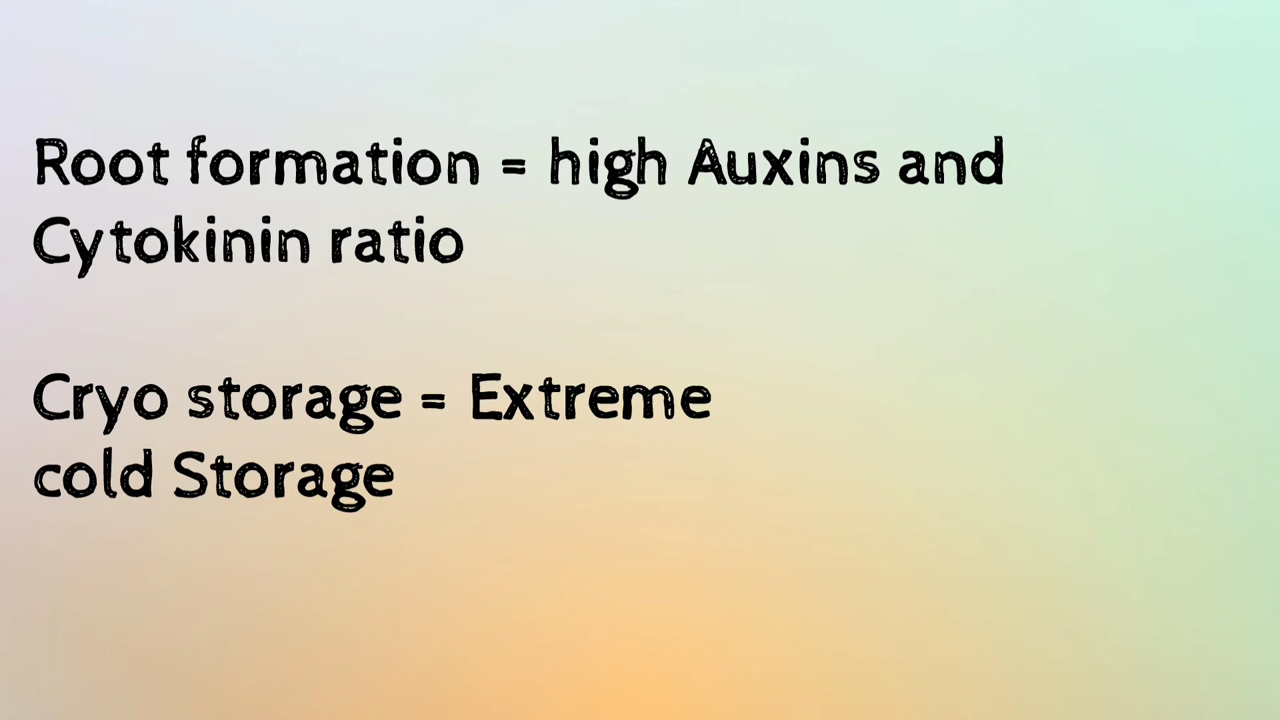 Root formation = high Auxins and
Cytokinin ratio
Cryo storage = Extreme
cold Storage